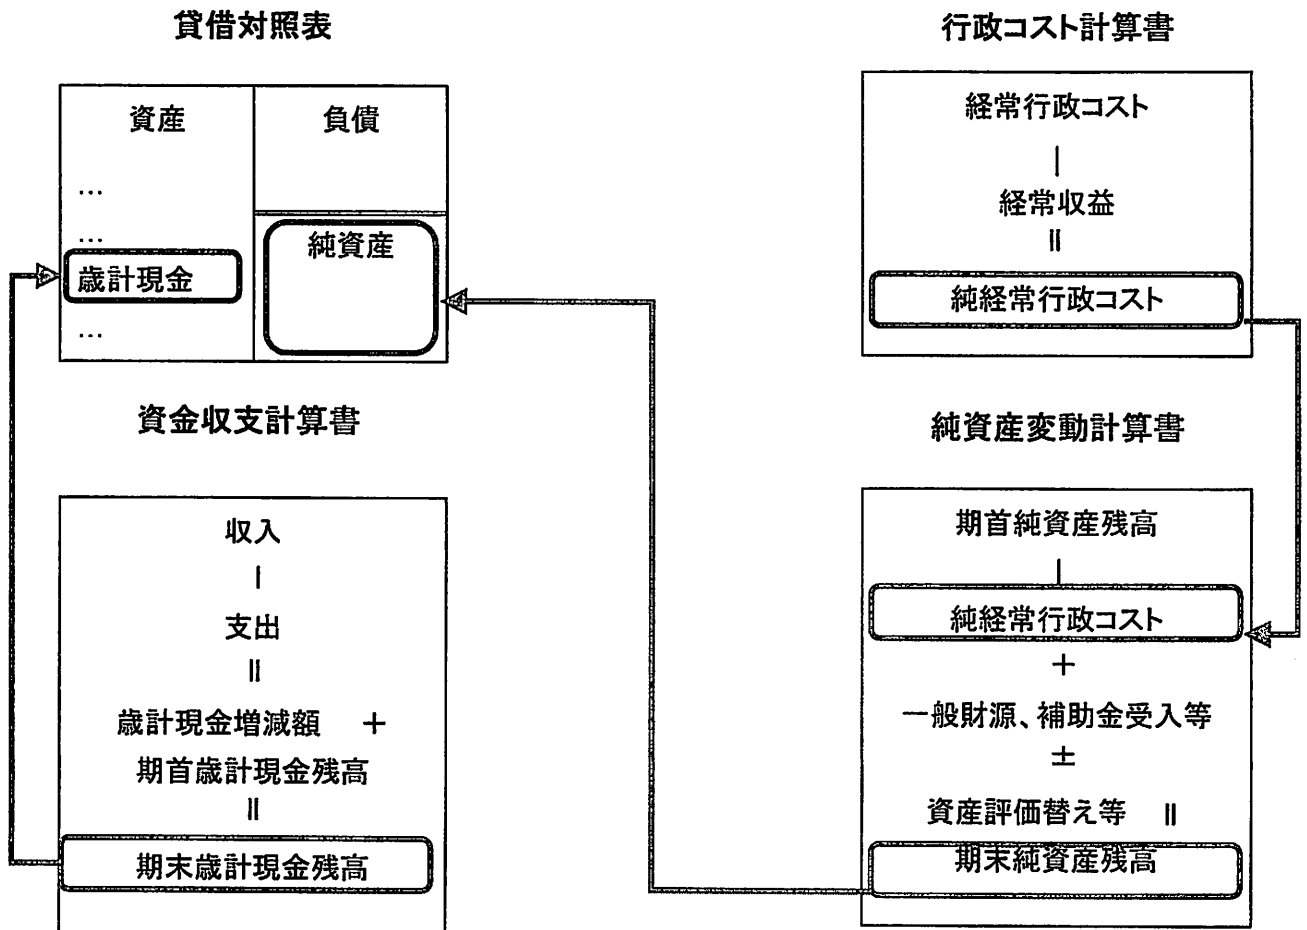 貸借対照表
資産
負債
…
…
歳計現金
…
純資産
行政コスト計算書
経常行政コスト
｜
経常収益
॥
純経常行政コスト
資金収支計算書
収入
｜
支出
॥
歳計現金増減額 ＋
期首歳計現金残高
॥
期末歳計現金残高
純資産変動計算書
期首純資産残高
｜
純経常行政コスト
＋
一般財源、補助金受入等
±
資産評価替え等 ॥
期末純資産残高